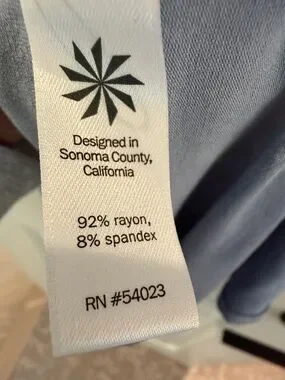 Designed in
Sonoma County,
California
92% rayon,
8% spandex
RN #54023